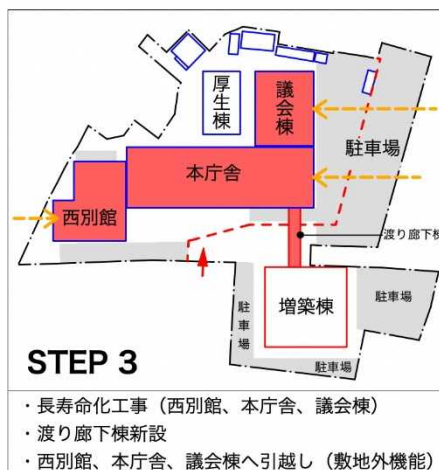 厚生棟
議会棟
駐車場
本庁舎
西別館
渡り廊下棟
増築棟
駐車場
駐車場
駐車場
STEP 3
・長寿命化工事（西別館、本庁舎、議会棟）
・渡り廊下棟新設
・西別館、本庁舎、議会棟へ引越し（敷地外機能）